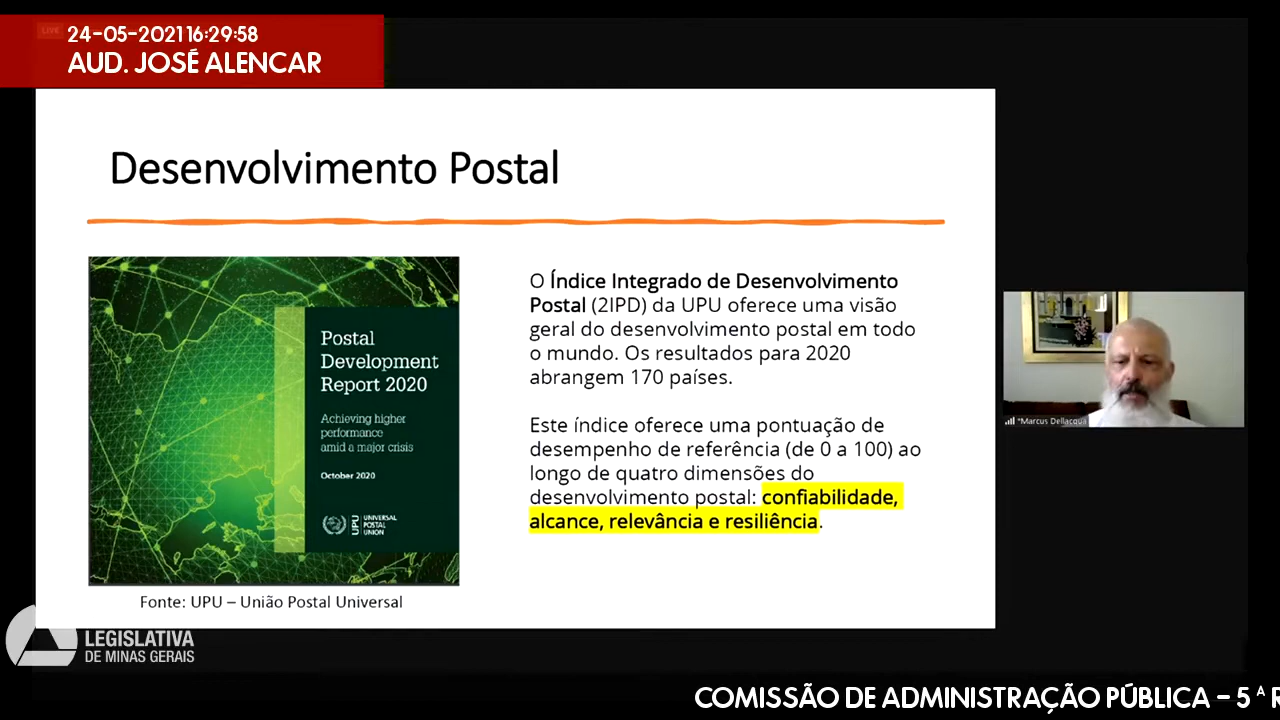 LIVE
24-05-2021 16:29:58
AUD. JOSÉ ALENCAR
Desenvolvimento Postal
Postal
Development
Report 2020
Achieving higher
performance
amid a major crisis
October 2020
UPU
UNIVERSAL
POSTAL
UNION
Fonte: UPU – União Postal Universal
O Índice Integrado de Desenvolvimento
Postal (2IPD) da UPU oferece uma visão
geral do desenvolvimento postal em todo
o mundo. Os resultados para 2020
abrangem 170 países.
Este índice oferece uma pontuação de
desempenho de referência (de 0 a 100) ao
longo de quatro dimensões do
desenvolvimento postal: confiabilidade,
alcance, relevância e resiliência.
*Marcus Dellacqua
LEGISLATIVA
DE MINAS GERAIS
COMISSÃO DE ADMINISTRAÇÃO PÚBLICA – 5ª R